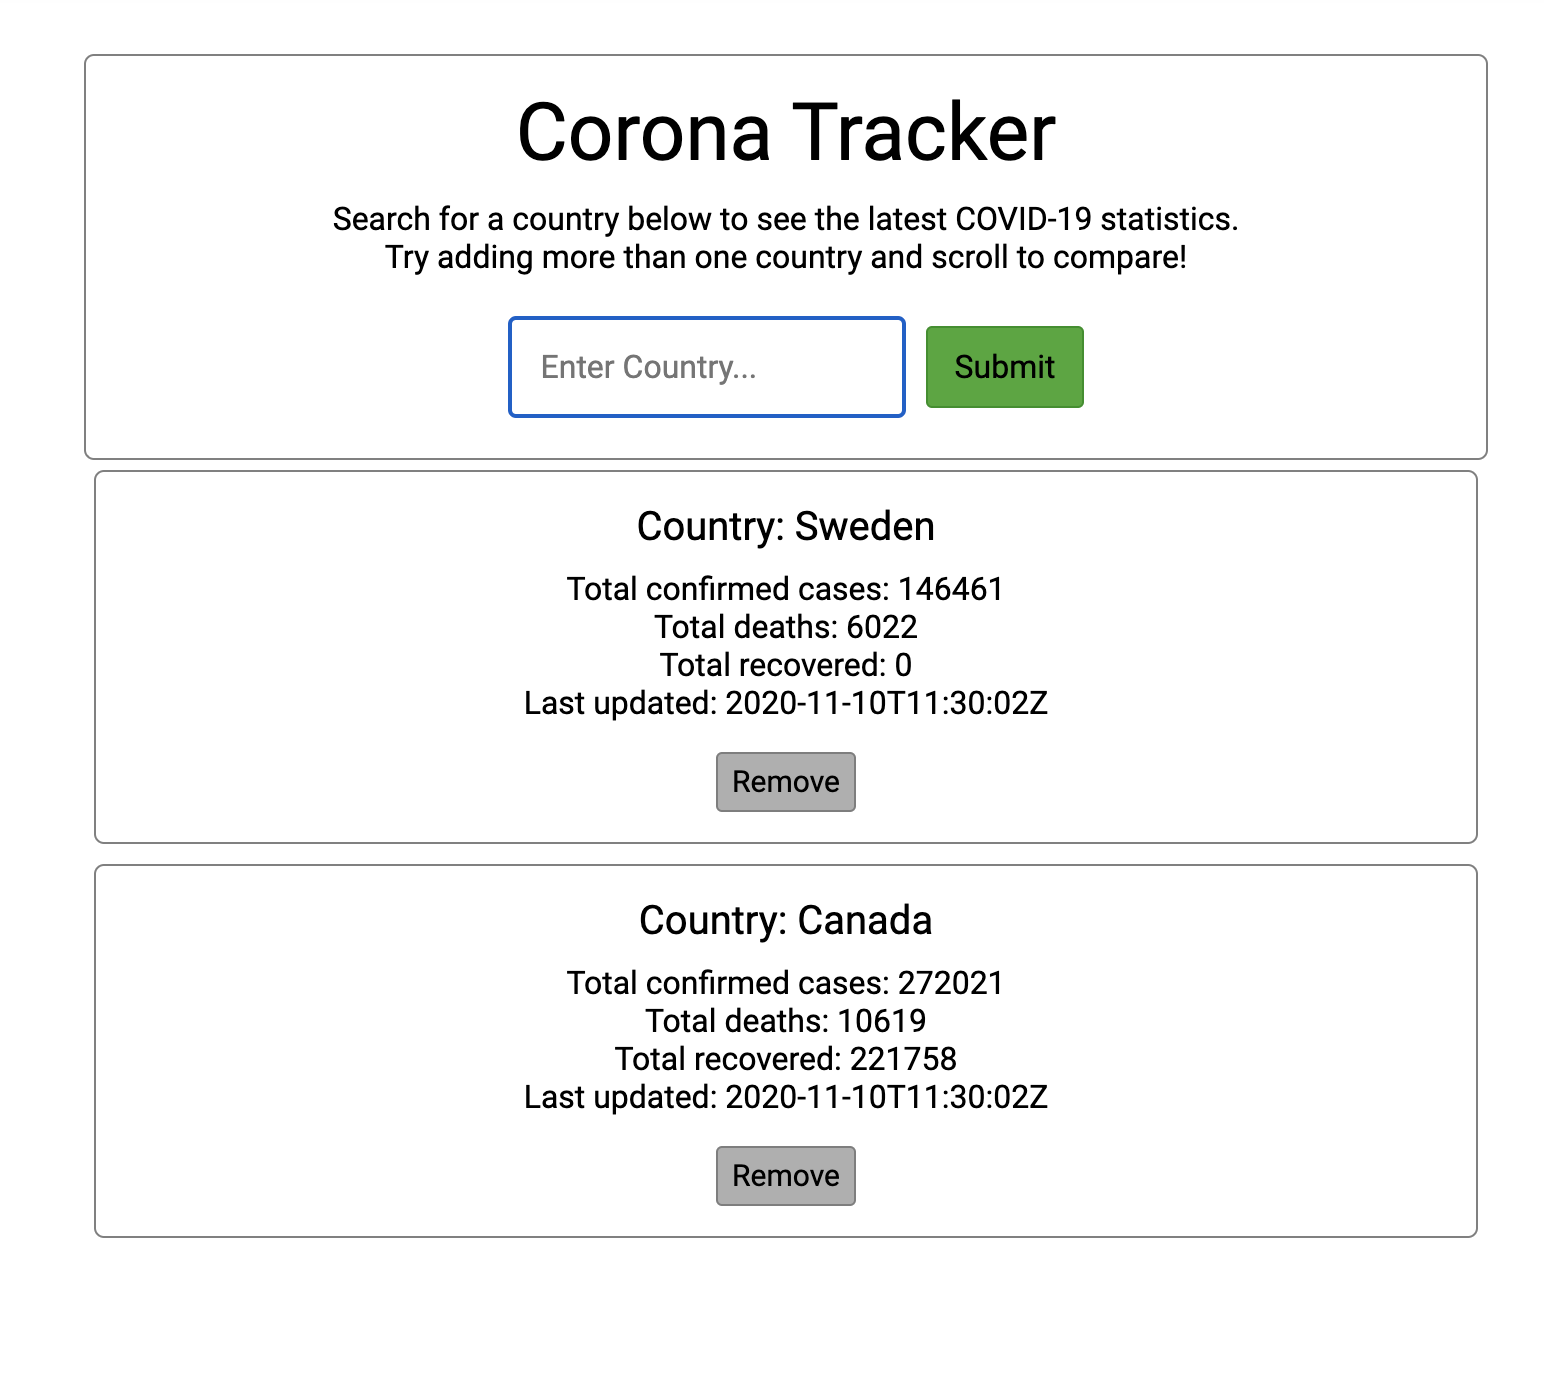 Corona Tracker
Search for a country below to see the latest COVID-19 statistics.
Try adding more than one country and scroll to compare!
Enter Country...
Submit
Country: Sweden
Total confirmed cases: 146461
Total deaths: 6022
Total recovered: 0
Last updated: 2020-11-10T11:30:02Z
Remove
Country: Canada
Total confirmed cases: 272021
Total deaths: 10619
Total recovered: 221758
Last updated: 2020-11-10T11:30:02Z
Remove